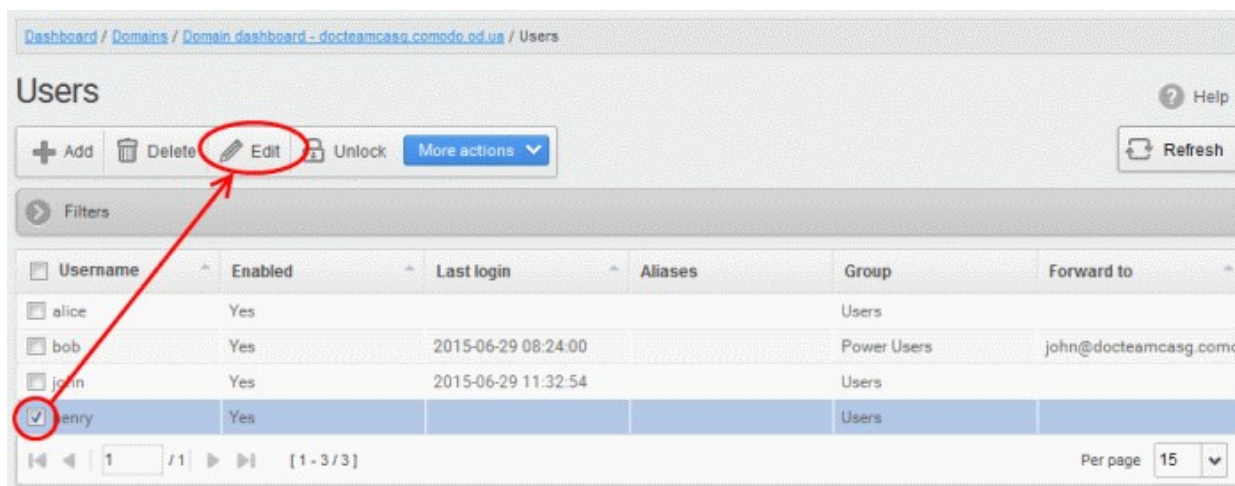 Dashboard / Domains / Domain dashboard - docteamcasg.comodo.od.ua / Users
Users
Help
Add Delete Edit Unlock More actions
Refresh
Filters
Username Enabled Last login Aliases Group Forward to
alice Yes Users
bob Yes 2015-06-29 08:24:00 Power Users john@docteamcasg.como
john Yes 2015-06-29 11:32:54 Users
henry Yes Users
1 /1 [1-3/3] Per page 15